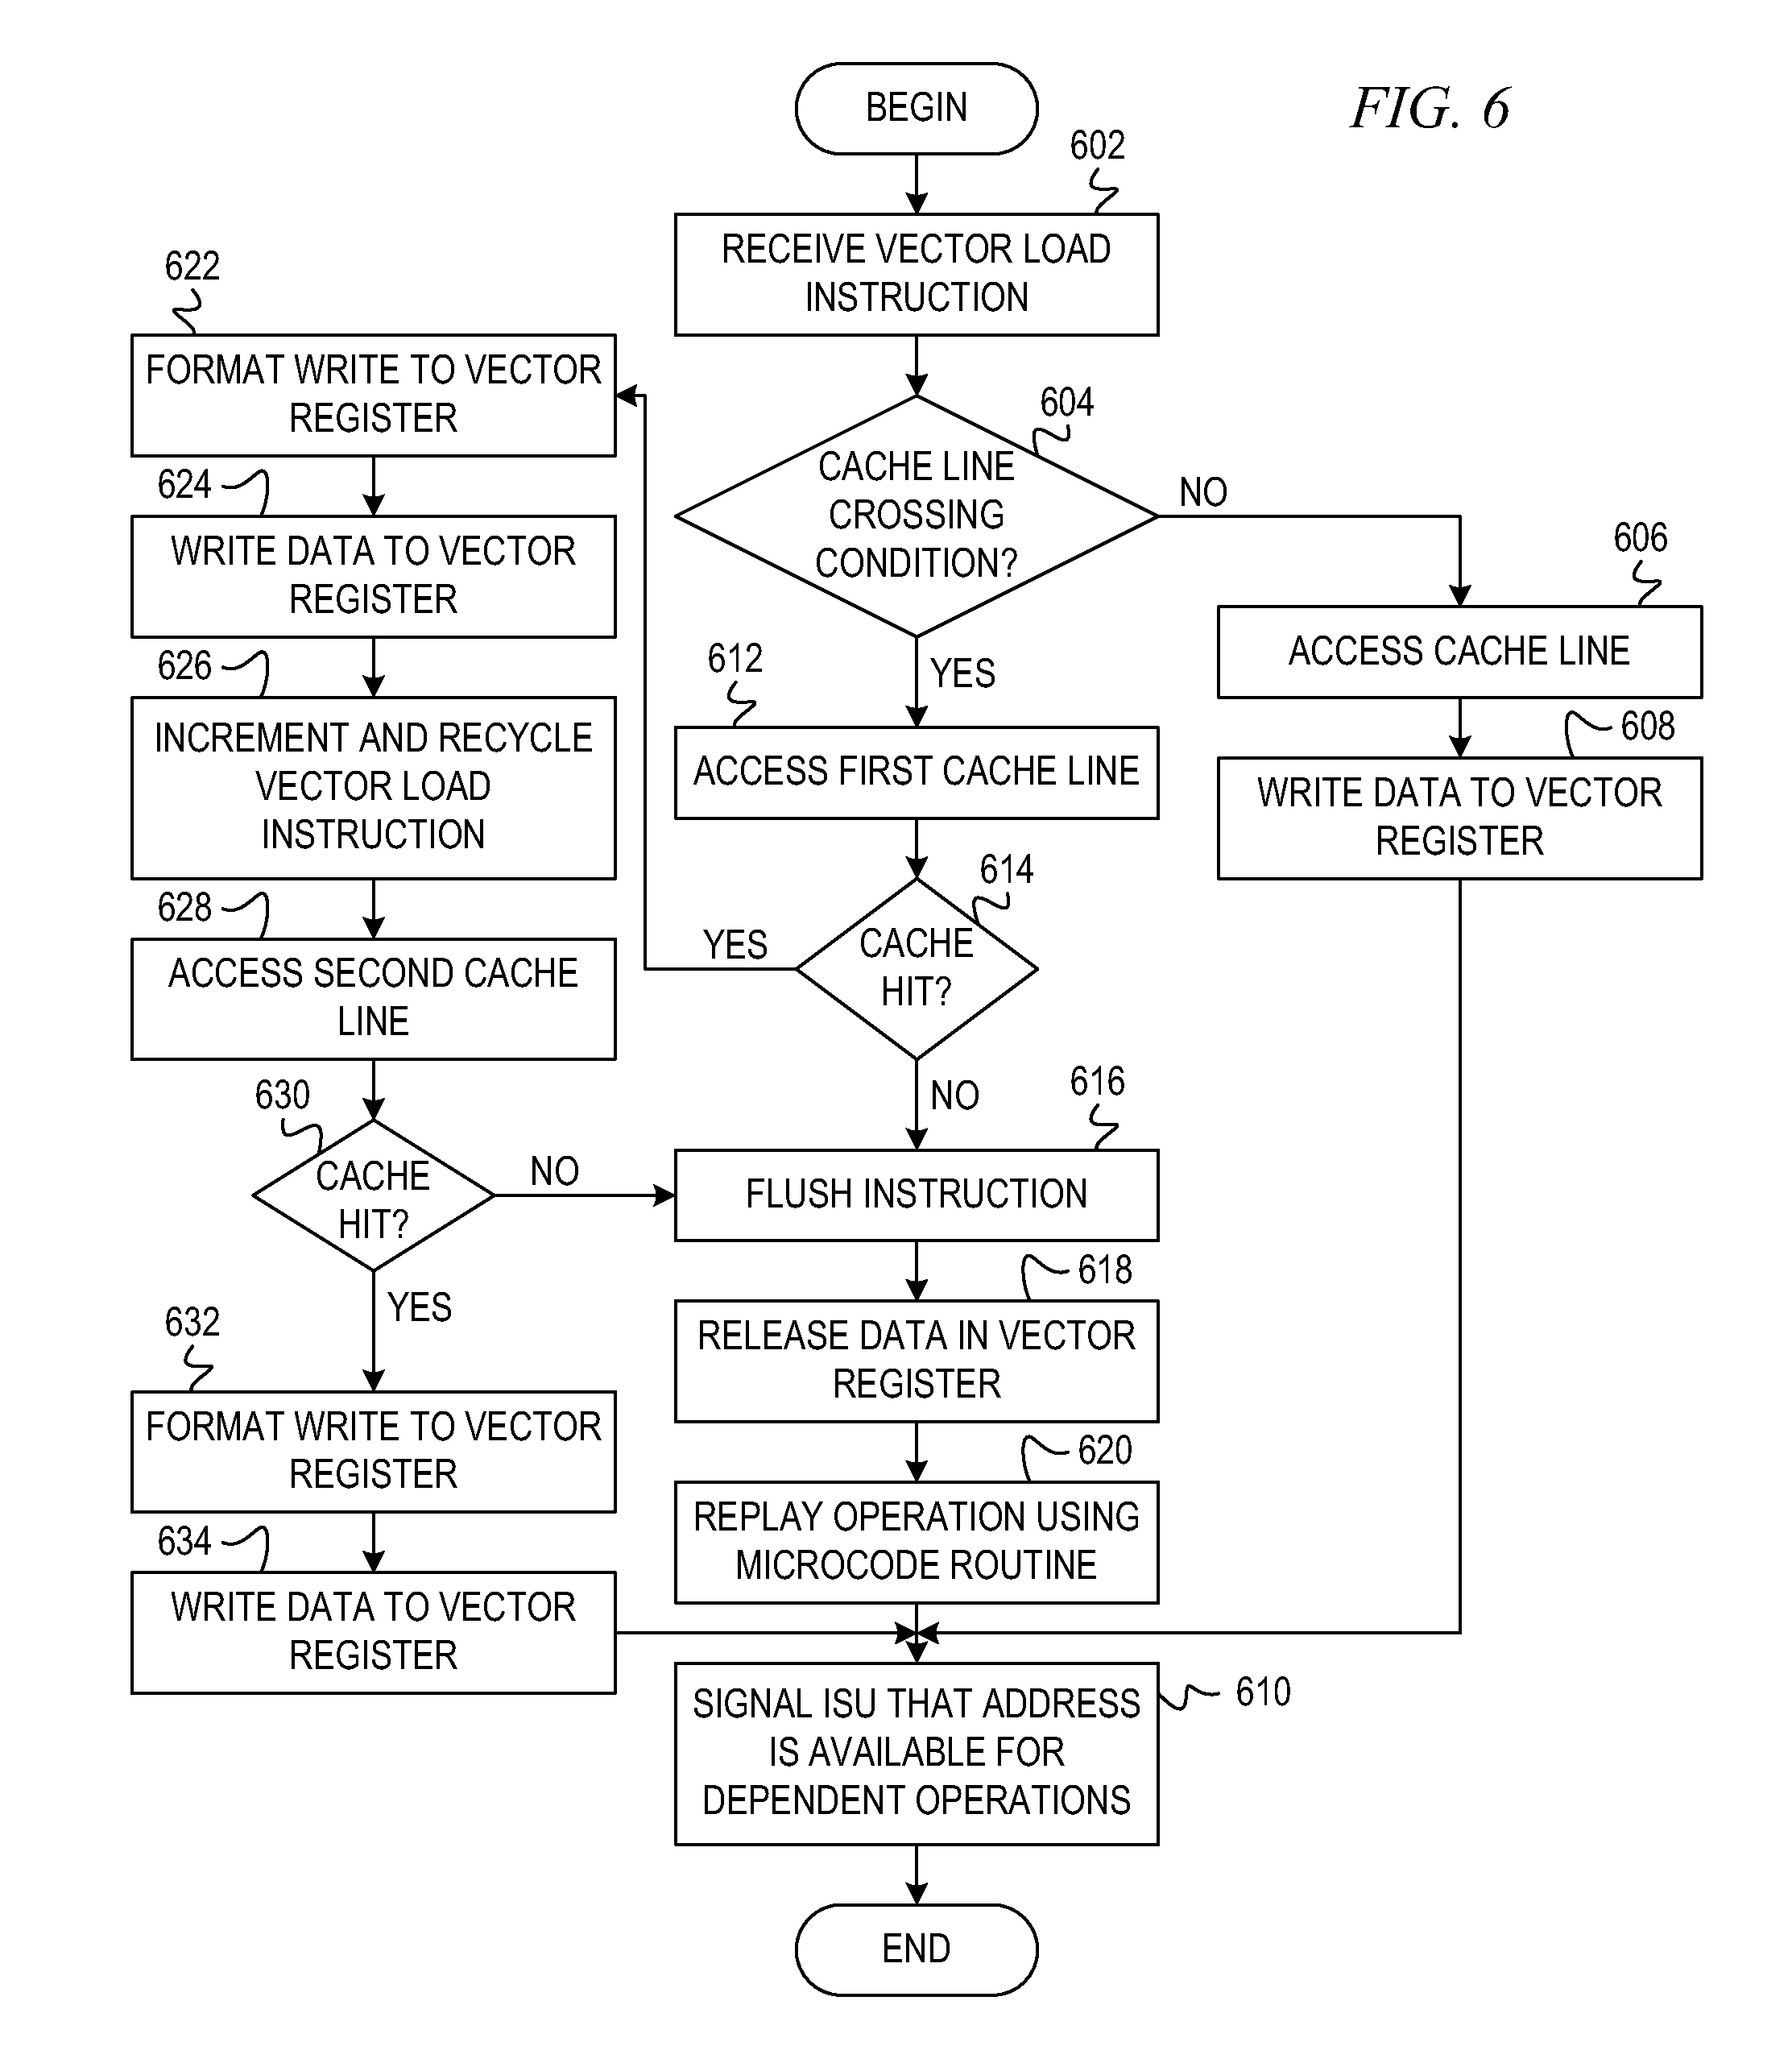 BEGIN
FIG. 6
602
RECEIVE VECTOR LOAD
INSTRUCTION
604
CACHE LINE
CROSSING
CONDITION?
NO
606
ACCESS CACHE LINE
608
WRITE DATA TO VECTOR
REGISTER
YES
612
ACCESS FIRST CACHE LINE
614
CACHE
HIT?
YES
622
FORMAT WRITE TO VECTOR
REGISTER
624
WRITE DATA TO VECTOR
REGISTER
626
INCREMENT AND RECYCLE
VECTOR LOAD
INSTRUCTION
628
ACCESS SECOND CACHE
LINE
630
CACHE
HIT?
NO
YES
632
FORMAT WRITE TO VECTOR
REGISTER
634
WRITE DATA TO VECTOR
REGISTER
NO
616
FLUSH INSTRUCTION
618
RELEASE DATA IN VECTOR
REGISTER
620
REPLAY OPERATION USING
MICROCODE ROUTINE
610
SIGNAL ISU THAT ADDRESS
IS AVAILABLE FOR
DEPENDENT OPERATIONS
END